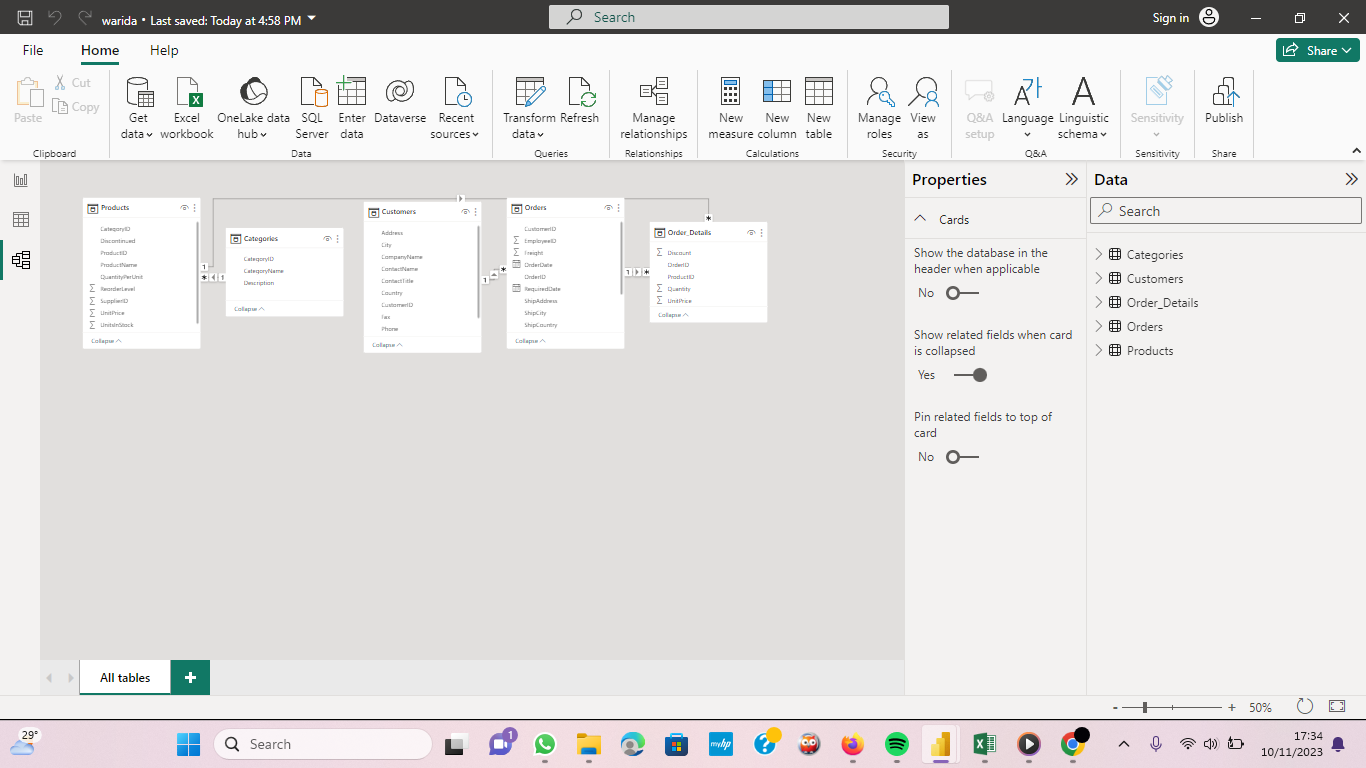 warida • Last saved: Today at 4:58 PM
Search
Sign in
File
Home
Help
Share
Paste
Cut
Copy
Clipboard
Get data
Excel workbook
OneLake data hub
SQL Server
Enter data
Dataverse
Recent sources
Data
Transform data
Refresh
Queries
Manage relationships
Relationships
New measure
New column
New table
Calculations
Manage roles
View as
Security
Q&A setup
Language
Linguistic schema
Q&A
Sensitivity
Sensitivity
Publish
Share
Products
CategoryID
Discontinued
ProductID
ProductName
QuantityPerUnit
ReorderLevel
SupplierID
UnitPrice
UnitsInStock
Collapse
1
*
1
Categories
CategoryID
CategoryName
Description
Collapse
Customers
Address
City
CompanyName
ContactName
ContactTitle
Country
CustomerID
Fax
Phone
Collapse
1
*
Orders
CustomerID
EmployeeID
Freight
OrderDate
OrderID
RequiredDate
ShipAddress
ShipCity
ShipCountry
Collapse
1
*
*
Order_Details
Discount
OrderID
ProductID
Quantity
UnitPrice
Collapse
Properties
Cards
Show the database in the
header when applicable
No
Show related fields when card
is collapsed
Yes
Pin related fields to top of
card
No
Data
Search
Categories
Customers
Order_Details
Orders
Products
All tables
+
- + 50%
29°
Search
1
myhp
17:34
10/11/2023